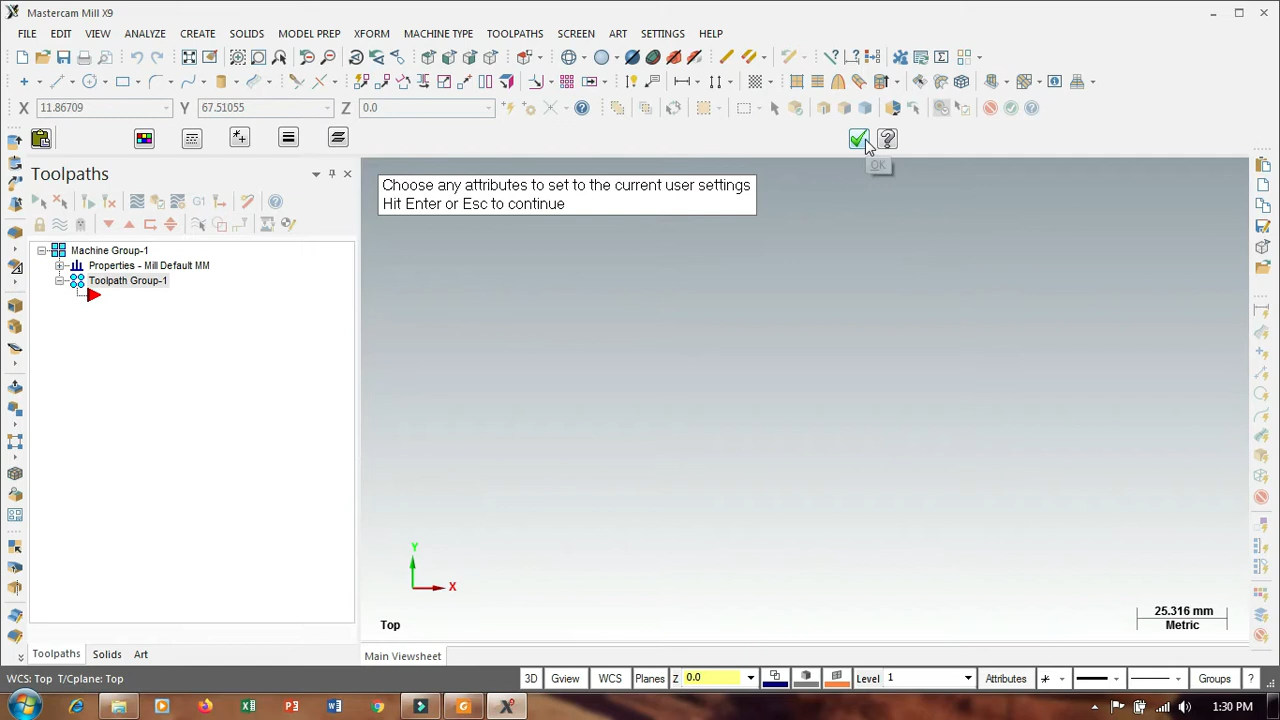 Mastercam Mill X9
FILE EDIT VIEW ANALYZE CREATE SOLIDS MODEL PREP XFORM MACHINE TYPE TOOLPATHS SCREEN ART SETTINGS HELP
X 11.86709 Y 67.51055 Z 0.0
OK
Toolpaths
Choose any attributes to set to the current user settings
Hit Enter or Esc to continue
G1
Machine Group-1
Properties - Mill Default MM
Toolpath Group-1
Y
X
Top
25.316 mm
Metric
Toolpaths Solids Art
Main Viewsheet
WCS: Top T/Cplane: Top
3D Gview WCS Planes Z 0.0 Level 1 Attributes Groups ?
1:30 PM